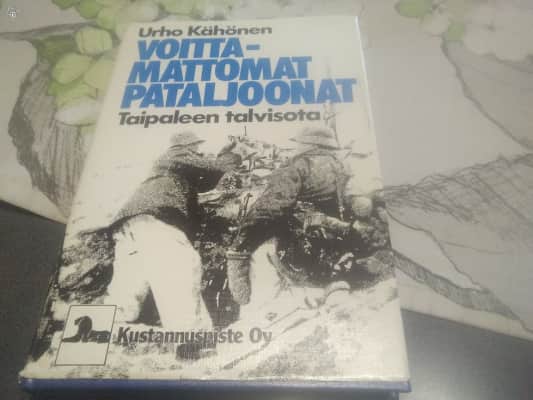 Urho Kähönen
VOITTA-
MATTOMAT
PATALJOONAT
Taipaleen talvisota
Kustannuspiste Oy